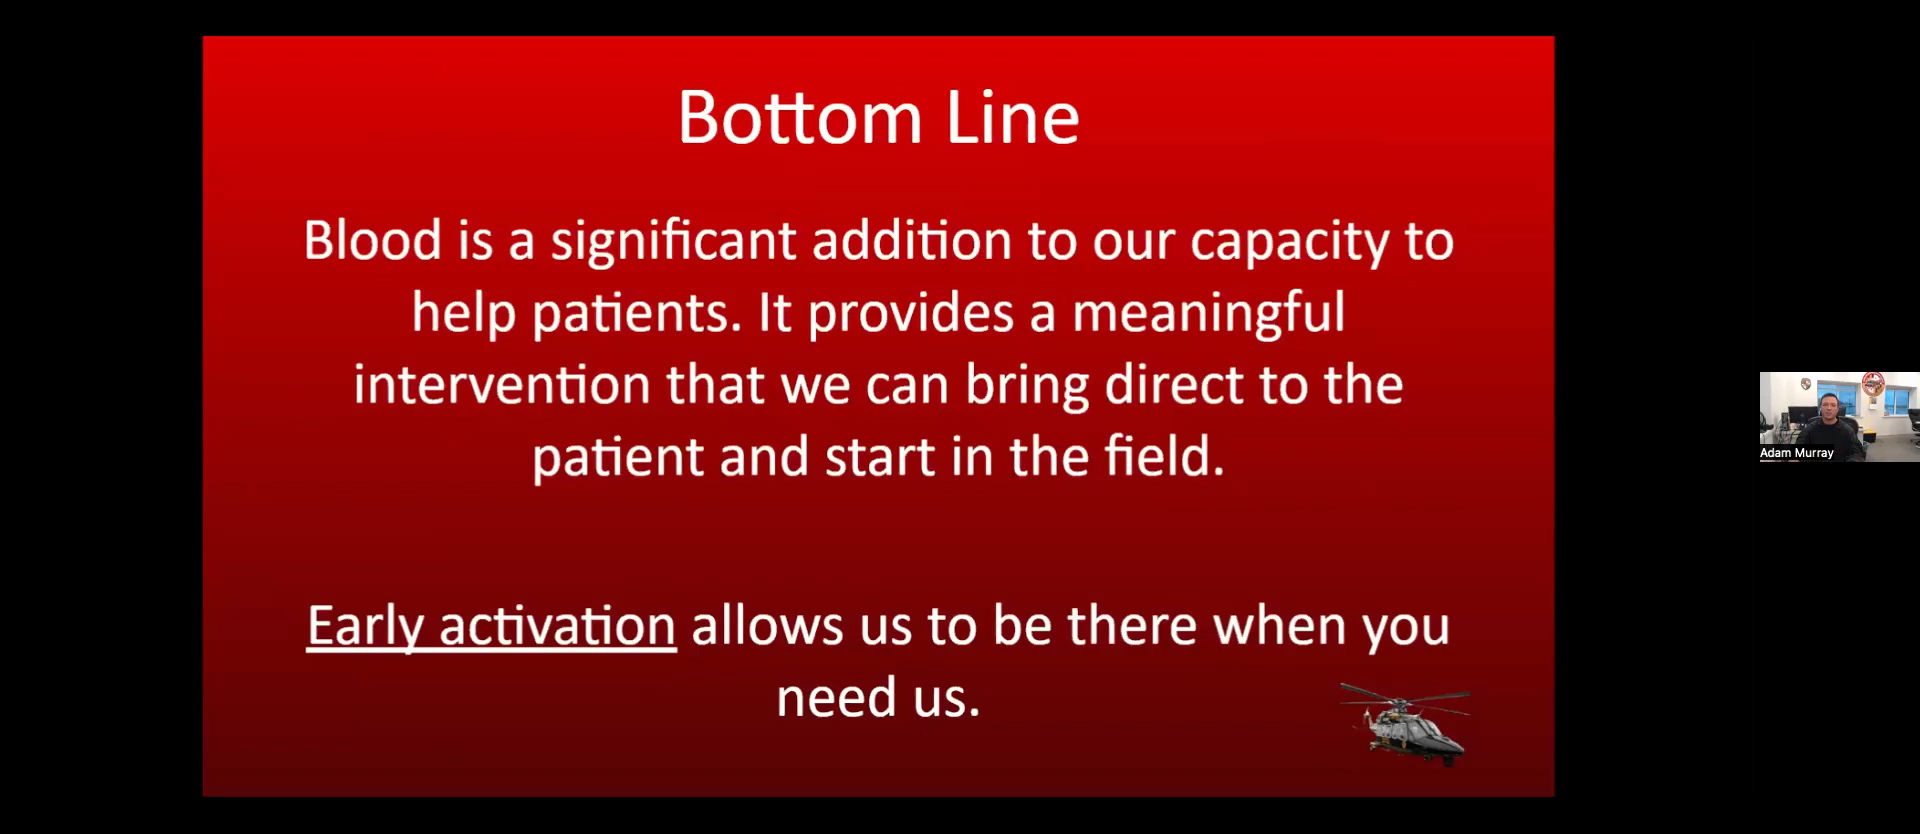 Bottom Line
Blood is a significant addition to our capacity to
help patients. It provides a meaningful
intervention that we can bring direct to the
patient and start in the field.
Early activation allows us to be there when you
need us.
Adam Murray